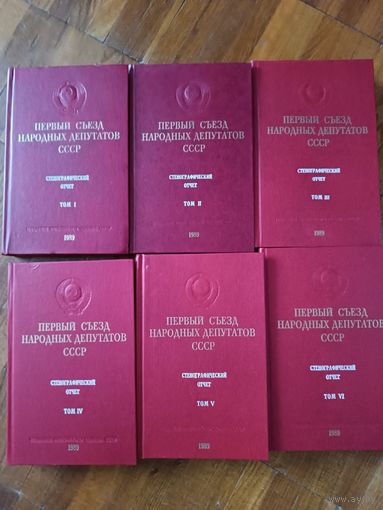 ПЕРВЫЙ СЪЕЗД
НАРОДНЫХ ДЕПУТАТОВ
СССР
СТЕНОГРАФИЧЕСКИЙ
ОТЧЕТ
ТОМ I
1989
ПЕРВЫЙ СЪЕЗД
НАРОДНЫХ ДЕПУТАТОВ
СССР
СТЕНОГРАФИЧЕСКИЙ
ОТЧЕТ
ТОМ II
1989
ПЕРВЫЙ СЪЕЗД
НАРОДНЫХ ДЕПУТАТОВ
СССР
СТЕНОГРАФИЧЕСКИЙ
ОТЧЕТ
ТОМ III
1989
ПЕРВЫЙ СЪЕЗД
НАРОДНЫХ ДЕПУТАТОВ
СССР
СТЕНОГРАФИЧЕСКИЙ
ОТЧЕТ
ТОМ IV
1989
ПЕРВЫЙ СЪЕЗД
НАРОДНЫХ ДЕПУТАТОВ
СССР
СТЕНОГРАФИЧЕСКИЙ
ОТЧЕТ
ТОМ V
1989
ПЕРВЫЙ СЪЕЗД
НАРОДНЫХ ДЕПУТАТОВ
СССР
СТЕНОГРАФИЧЕСКИЙ
ОТЧЕТ
ТОМ VI
1989